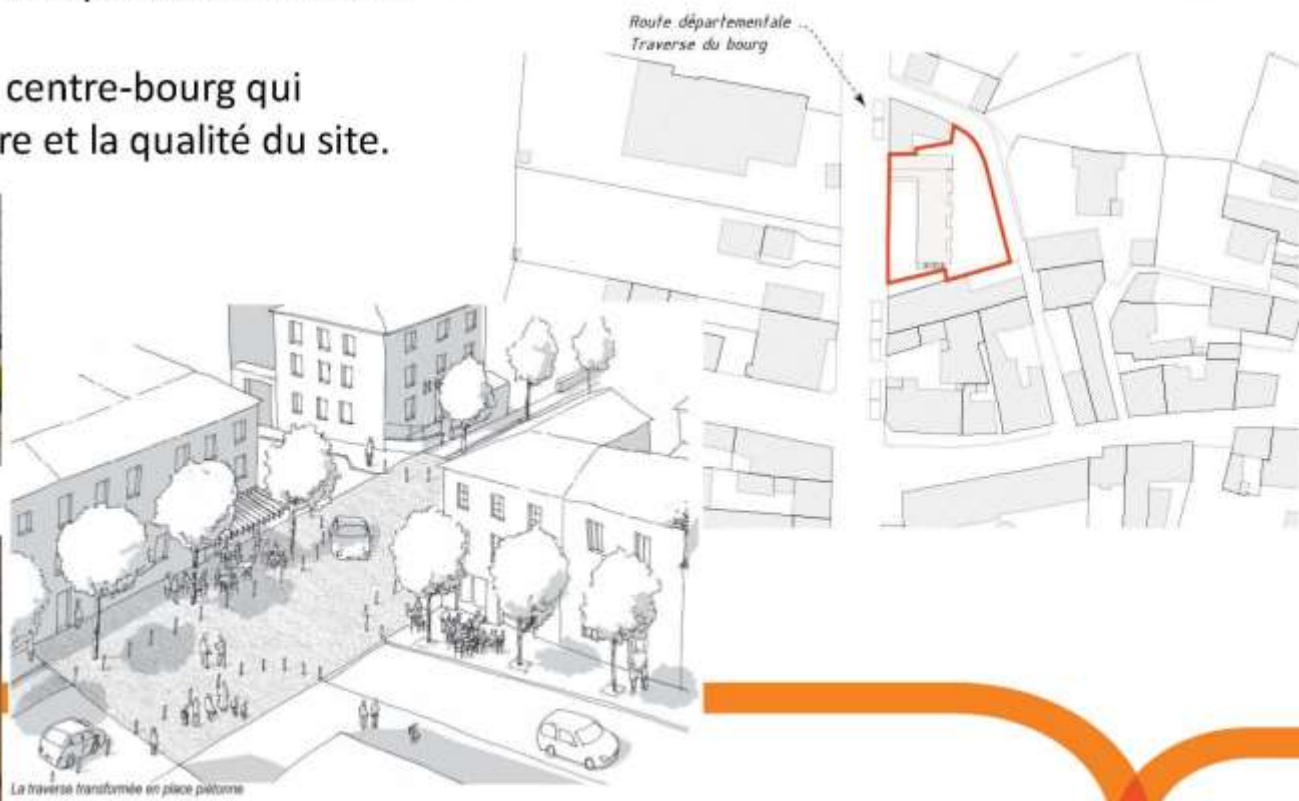 Route départementale
Traverse du bourg
centre-bourg qui
re et la qualité du site.
La traverse transformée en place piétonne